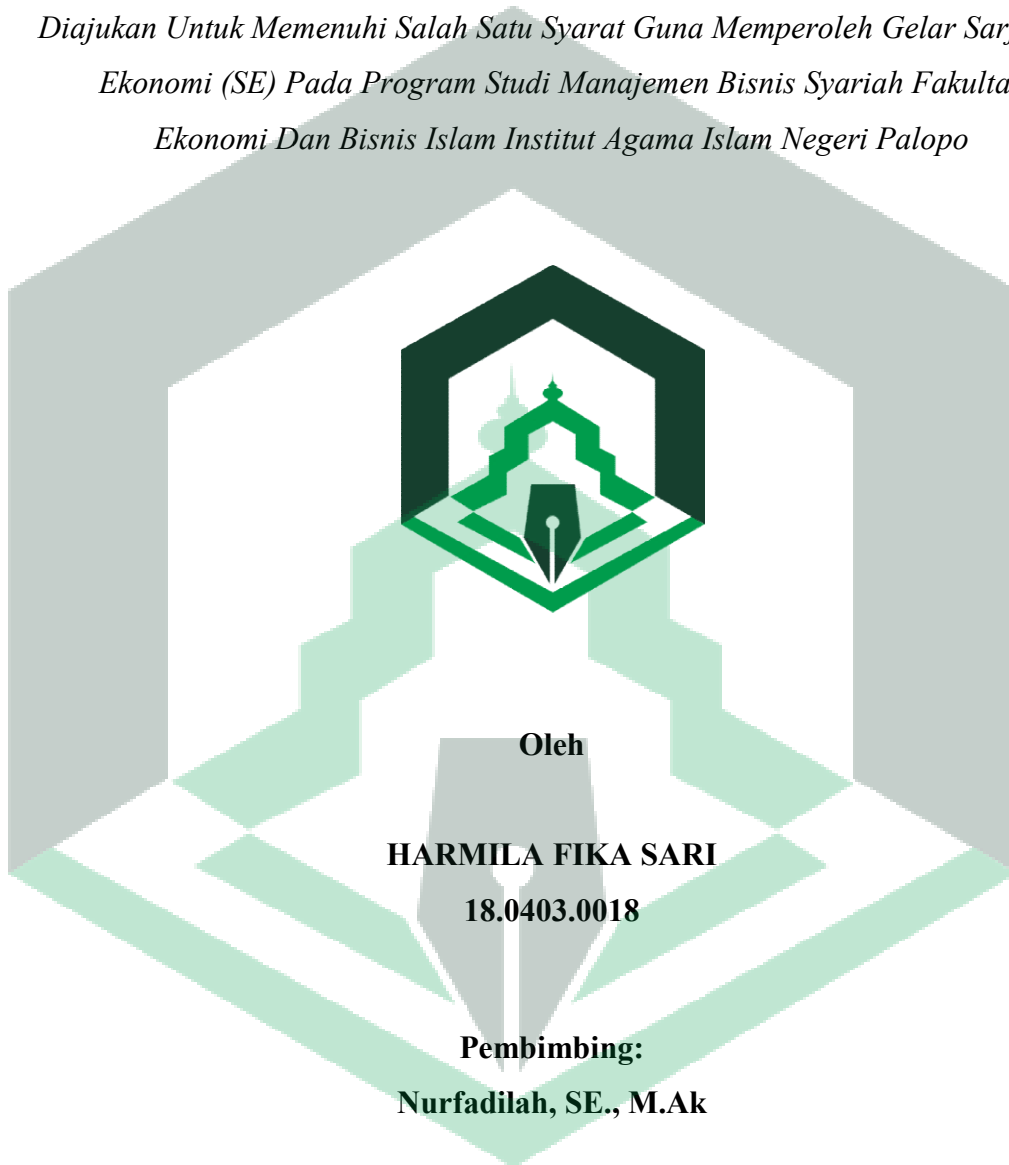 Diajukan Untuk Memenuhi Salah Satu Syarat Guna Memperoleh Gelar Sarj
Ekonomi (SE) Pada Program Studi Manajemen Bisnis Syariah Fakulta
Ekonomi Dan Bisnis Islam Institut Agama Islam Negeri Palopo
Oleh
HARMILA FIKA SARI
18.0403.0018
Pembimbing:
Nurfadilah, SE., M.Ak